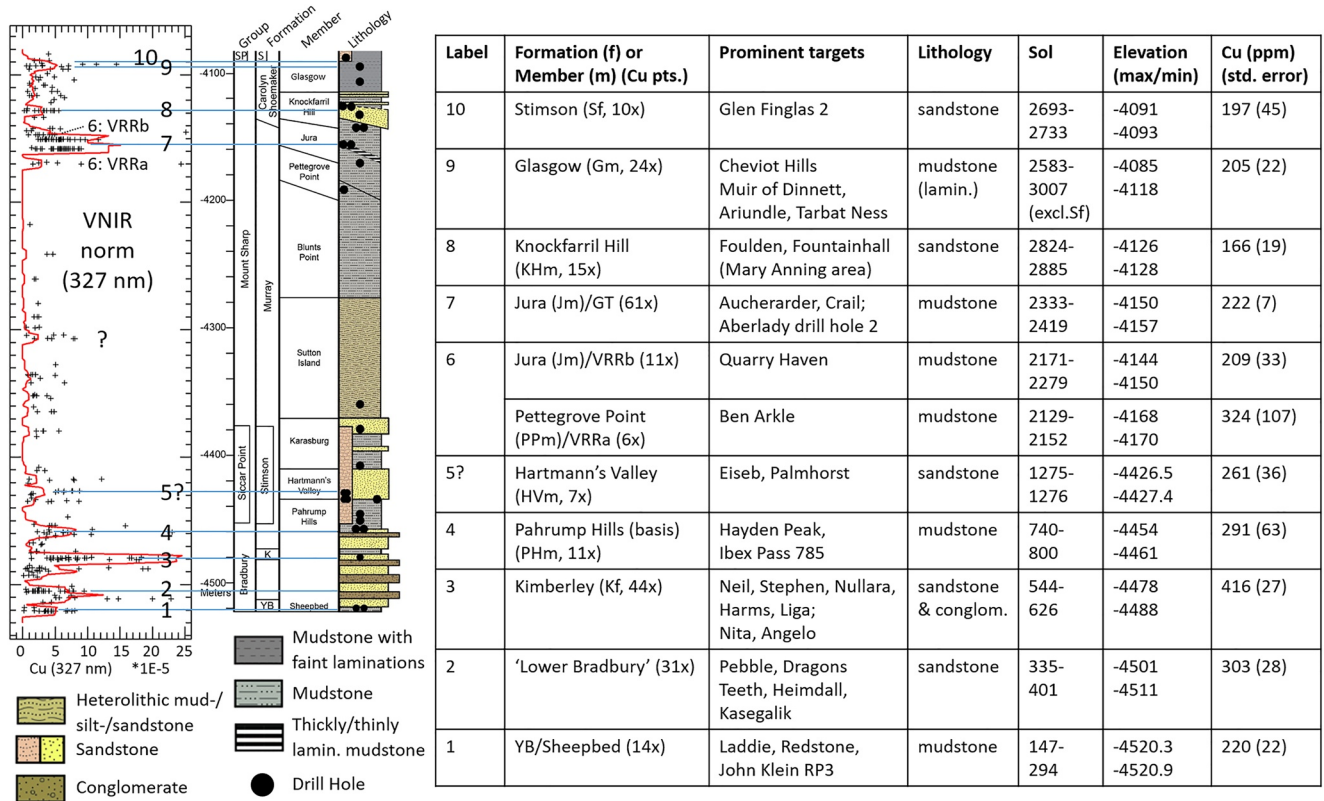 Group
Formation
Member
Lithology
SP
ST
10
9
8
6: VRRb
7
6: VRRa
VNIR
norm
(327 nm)
?
5?
4
3
2
1
0 5 10 15 20 25
Cu (327 nm) *1E-5
-4100
-4200
-4300
-4400
-4500
Meters
Mount Sharp
Siccar Point
Bradbury
Carolyn
Shoemaker
Murray
Stimson
K
YB
Glasgow
Knockfarril
Hill
Jura
Pettegrove
Point
Blunts
Point
Sutton
Island
Karasburg
Hartmann's
Valley
Pahrump
Hills
Sheepbed
Heterolithic mud-/
silt-/sandstone
Sandstone
Conglomerate
Mudstone with
faint laminations
Mudstone
Thickly/thinly
lamin. mudstone
Drill Hole
Label Formation (f) or Prominent targets Lithology Sol Elevation Cu (ppm)
Member (m) (Cu pts.) (max/min) (std. error)
10 Stimson (Sf, 10x) Glen Finglas 2 sandstone 2693- -4091 197 (45)
2733 -4093
9 Glasgow (Gm, 24x) Cheviot Hills mudstone 2583- -4085 205 (22)
Muir of Dinnett, (lamin.) 3007 -4118
Ariundle, Tarbat Ness (excl.Sf)
8 Knockfarril Hill Foulden, Fountainhall sandstone 2824- -4126 166 (19)
(KHm, 15x) (Mary Anning area) 2885 -4128
7 Jura (Jm)/GT (61x) Aucherarder, Crail; mudstone 2333- -4150 222 (7)
Aberlady drill hole 2 2419 -4157
6 Jura (Jm)/VRRb (11x) Quarry Haven mudstone 2171- -4144 209 (33)
2279 -4150
Pettegrove Point Ben Arkle mudstone 2129- -4168 324 (107)
(PPm)/VRRa (6x) 2152 -4170
5? Hartmann's Valley Eiseb, Palmhorst sandstone 1275- -4426.5 261 (36)
(HVm, 7x) 1276 -4427.4
4 Pahrump Hills (basis) Hayden Peak, mudstone 740- -4454 291 (63)
(PHm, 11x) Ibex Pass 785 800 -4461
3 Kimberley (Kf, 44x) Neil, Stephen, Nullara, sandstone 544- -4478 416 (27)
Harms, Liga; & conglom. 626 -4488
Nita, Angelo
2 ‘Lower Bradbury’ (31x) Pebble, Dragons sandstone 335- -4501 303 (28)
Teeth, Heimdall, 401 -4511
Kasegalik
1 YB/Sheepbed (14x) Laddie, Redstone, mudstone 147- -4520.3 220 (22)
John Klein RP3 294 -4520.9